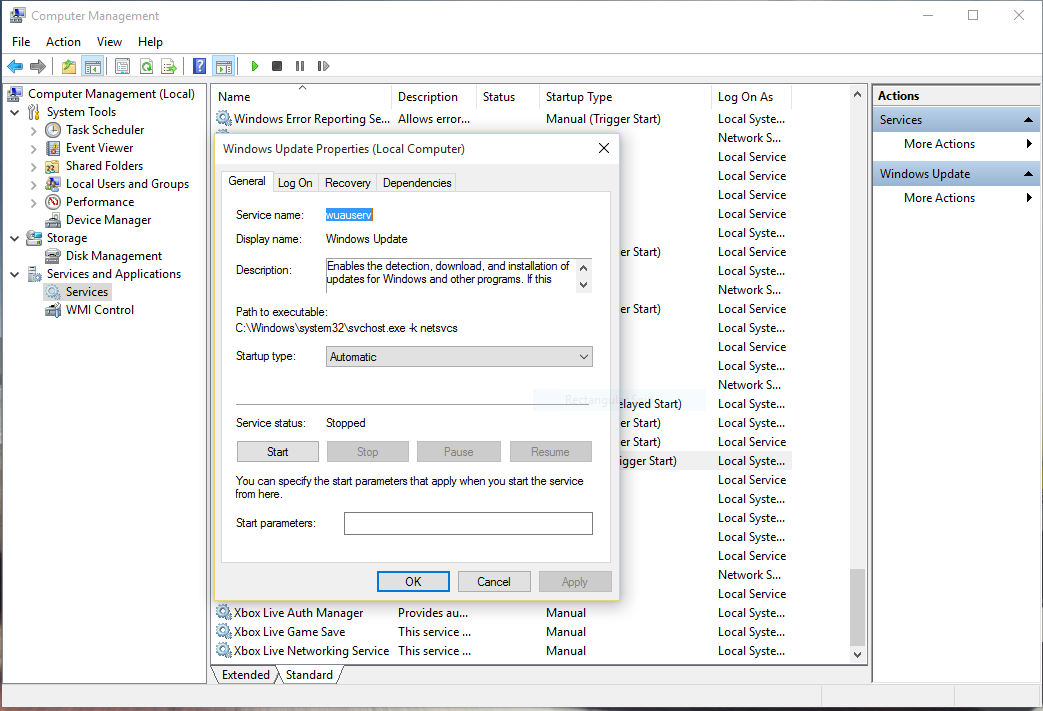 Computer Management
File Action View Help
Computer Management (Local)
System Tools
Task Scheduler
Event Viewer
Shared Folders
Local Users and Groups
Performance
Device Manager
Storage
Disk Management
Services and Applications
Services
WMI Control
Name Description Status Startup Type Log On As
Windows Error Reporting Se... Allows error... Manual (Trigger Start) Local Syste...
Network S...
Local Service
Local Service
Local Service
Local Service
Local Syste...
er Start) Local Service
Local Syste...
Network S...
er Start) Local Service
Local Syste...
Local Service
Local Syste...
Network S...
elayed Start) Local Syste...
er Start) Local Syste...
er Start) Local Service
igger Start) Local Syste...
Local Service
Local Syste...
Local Syste...
Local Syste...
Local Service
Network S...
Local Service
Xbox Live Auth Manager Provides au... Manual Local Syste...
Xbox Live Game Save This service ... Manual Local Syste...
Xbox Live Networking Service This service ... Manual Local Syste...
Extended Standard
Windows Update Properties (Local Computer)
General Log On Recovery Dependencies
Service name: wuauserv
Display name: Windows Update
Description: Enables the detection, download, and installation of
updates for Windows and other programs. If this
Path to executable:
C:\Windows\system32\svchost.exe -k netsvcs
Startup type: Automatic
Service status: Stopped
Start Stop Pause Resume
You can specify the start parameters that apply when you start the service
from here.
Start parameters:
OK Cancel Apply
Actions
Services
More Actions
Windows Update
More Actions